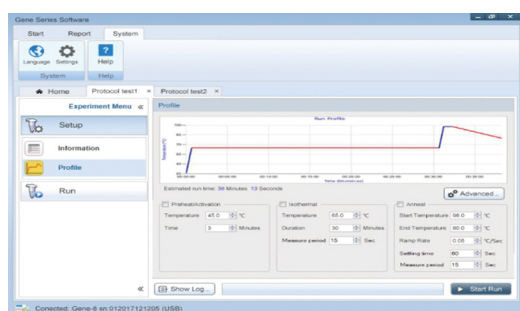 Gene Series Software
Start Report System
Language Settings Help
System Help
Home Protocol test1 × Protocol test2 ×
Experiment Menu «
Setup
Information
Profile
Run
«
Profile
Run Profile
Estimated run time: 38 Minutes 13 Seconds
Advanced..
Preheat/Activation
Temperature 45.0 ℃
Time 3 Minutes
Isothermal
Temperature 65.0 ℃
Duration 30 Minutes
Measure period 15 Sec
Anneal
Start Temperature 98.0 ℃
End Temperature 80.0 ℃
Ramp Rate 0.05 ℃/Sec
Settling time 60 Sec
Measure period 15 Sec
Show Log..
Start Run
Conected: Gene-8 sn:012017121205 (USB)